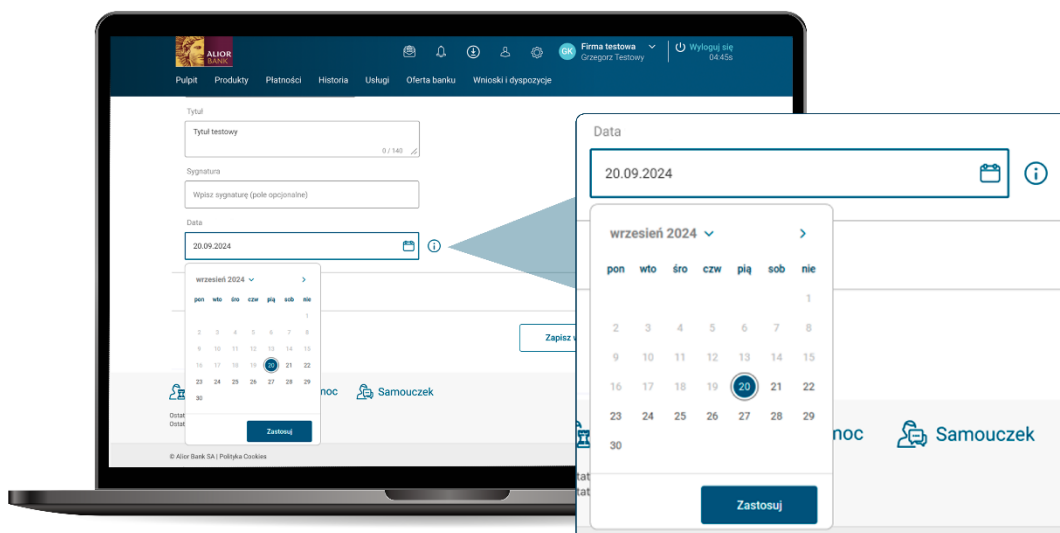 ALIOR
BANK
GK
Firma testowa
Grzegorz Testowy
Wyloguj się
04:45s
Pulpit Produkty Płatności Historia Usługi Oferta banku Wnioski i dyspozycje
Tytuł
Tytuł testowy
0 / 140
Sygnatura
Wpisz sygnaturę (pole opcjonalne)
Data
20.09.2024
wrzesień 2024
pon wto śro czw pią sob nie
1
2 3 4 5 6 7 8
9 10 11 12 13 14 15
16 17 18 19 20 21 22
23 24 25 26 27 28 29
30
Zastosuj
Zapisz
moc Samouczek
Ostat
Ostat
© Alior Bank SA | Polityka Cookies
Data
20.09.2024
wrzesień 2024
pon wto śro czw pią sob nie
1
2 3 4 5 6 7 8
9 10 11 12 13 14 15
16 17 18 19 20 21 22
23 24 25 26 27 28 29
30
Zastosuj
moc Samouczek
tat
tat